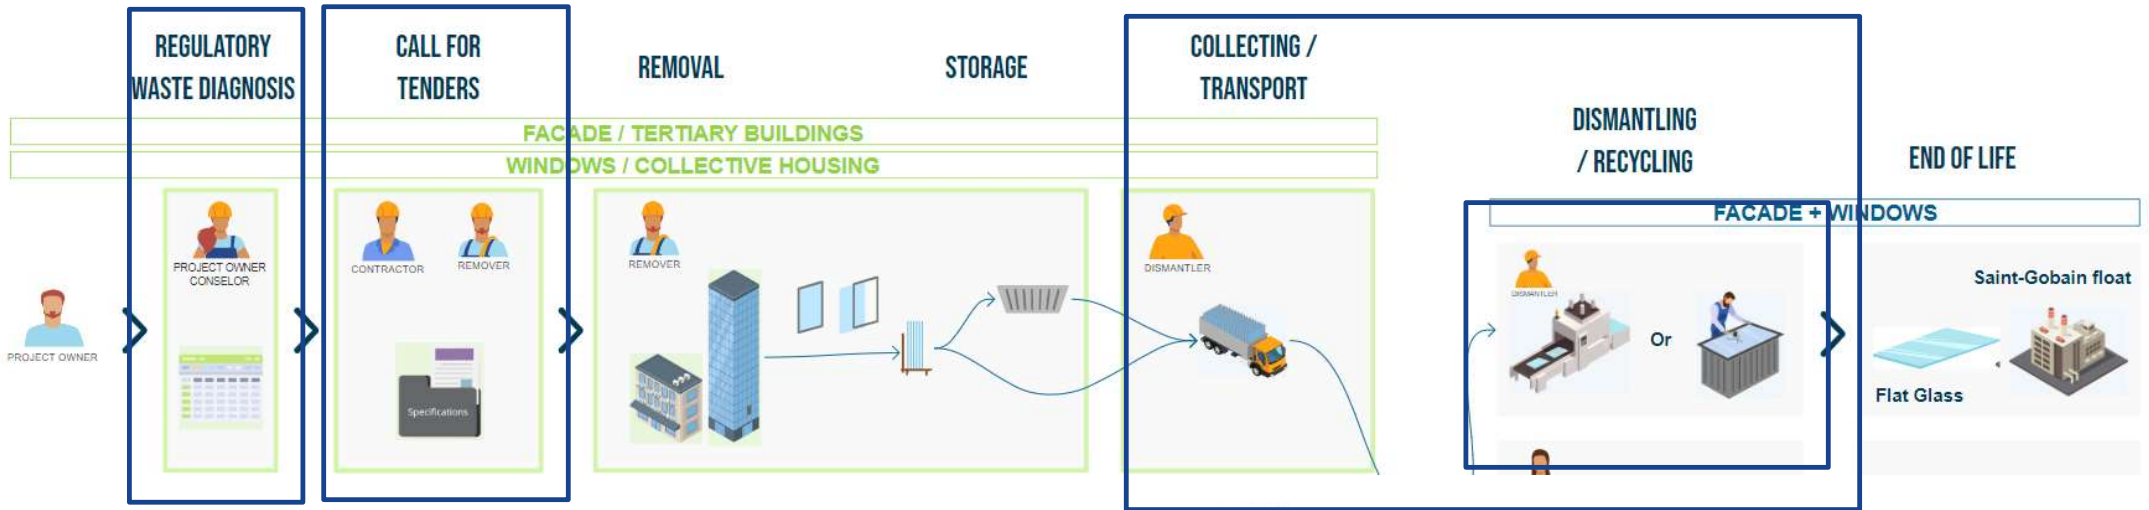 REGULATORY
WASTE DIAGNOSIS
CALL FOR
TENDERS
REMOVAL
STORAGE
COLLECTING /
TRANSPORT
DISMANTLING
/ RECYCLING
END OF LIFE
FACADE / TERTIARY BUILDINGS
WINDOWS / COLLECTIVE HOUSING
FACADE + WINDOWS
PROJECT OWNER
PROJECT OWNER
CONSELOR
CONTRACTOR
REMOVER
Specifications
REMOVER
DISMANTLER
DISMANTLER
Or
Saint-Gobain float
Flat Glass